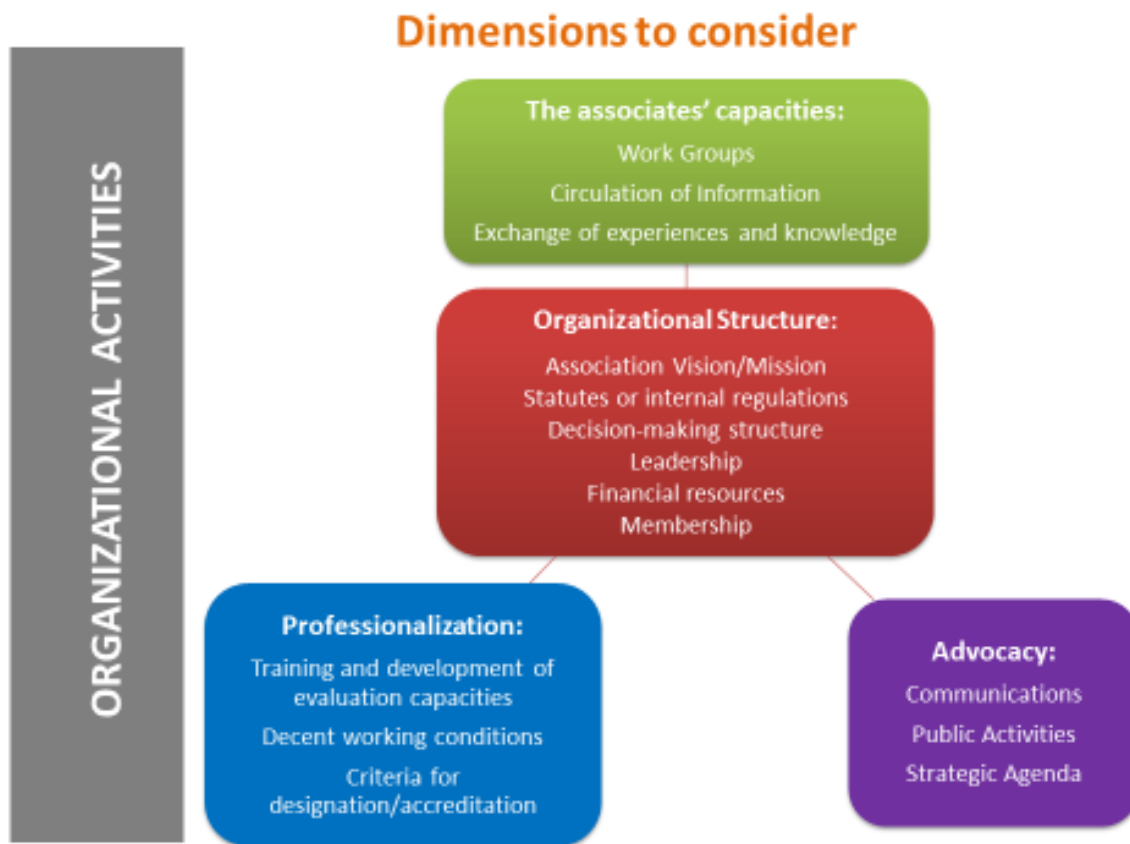 Dimensions to consider
ORGANIZATIONAL ACTIVITIES
The associates' capacities:
Work Groups
Circulation of Information
Exchange of experiences and knowledge
Organizational Structure:
Association Vision/Mission
Statutes or internal regulations
Decision-making structure
Leadership
Financial resources
Membership
Professionalization:
Training and development of
evaluation capacities
Decent working conditions
Criteria for
designation/accreditation
Advocacy:
Communications
Public Activities
Strategic Agenda